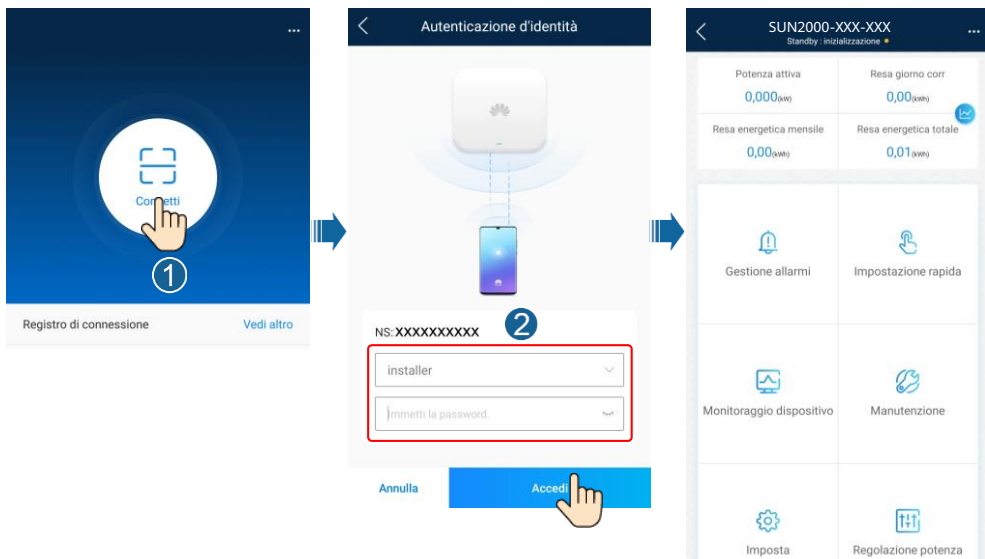 ...
Connetti
1
Registro di connessione
Vedi altro
Autenticazione d'identità
NS: XXXXXXXXXX
2
installer
Immetti la password.
Annulla
Accedi
SUN2000-XXX-XXX
Standby : inizializzazione
...
Potenza attiva
Resa giorno corr
0,000(kW)
0,00(kWh)
Resa energetica mensile
Resa energetica totale
0,00(kWh)
0,01(kWh)
Gestione allarmi
Impostazione rapida
Monitoraggio dispositivo
Manutenzione
Imposta
Regolazione potenza